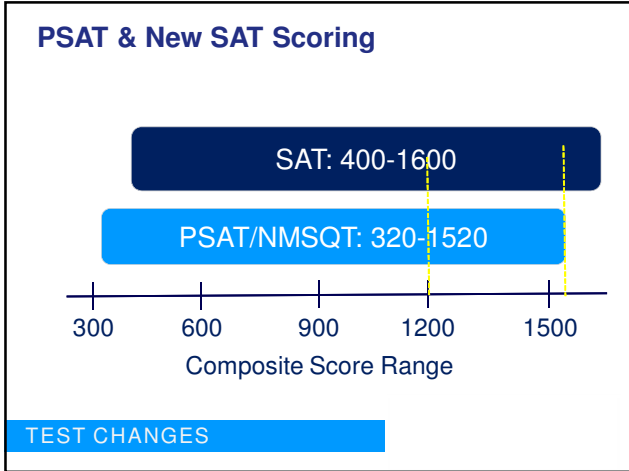 PSAT & New SAT Scoring
SAT: 400-1600
PSAT/NMSQT: 320-1520
300 600 900 1200 1500
Composite Score Range
TEST CHANGES